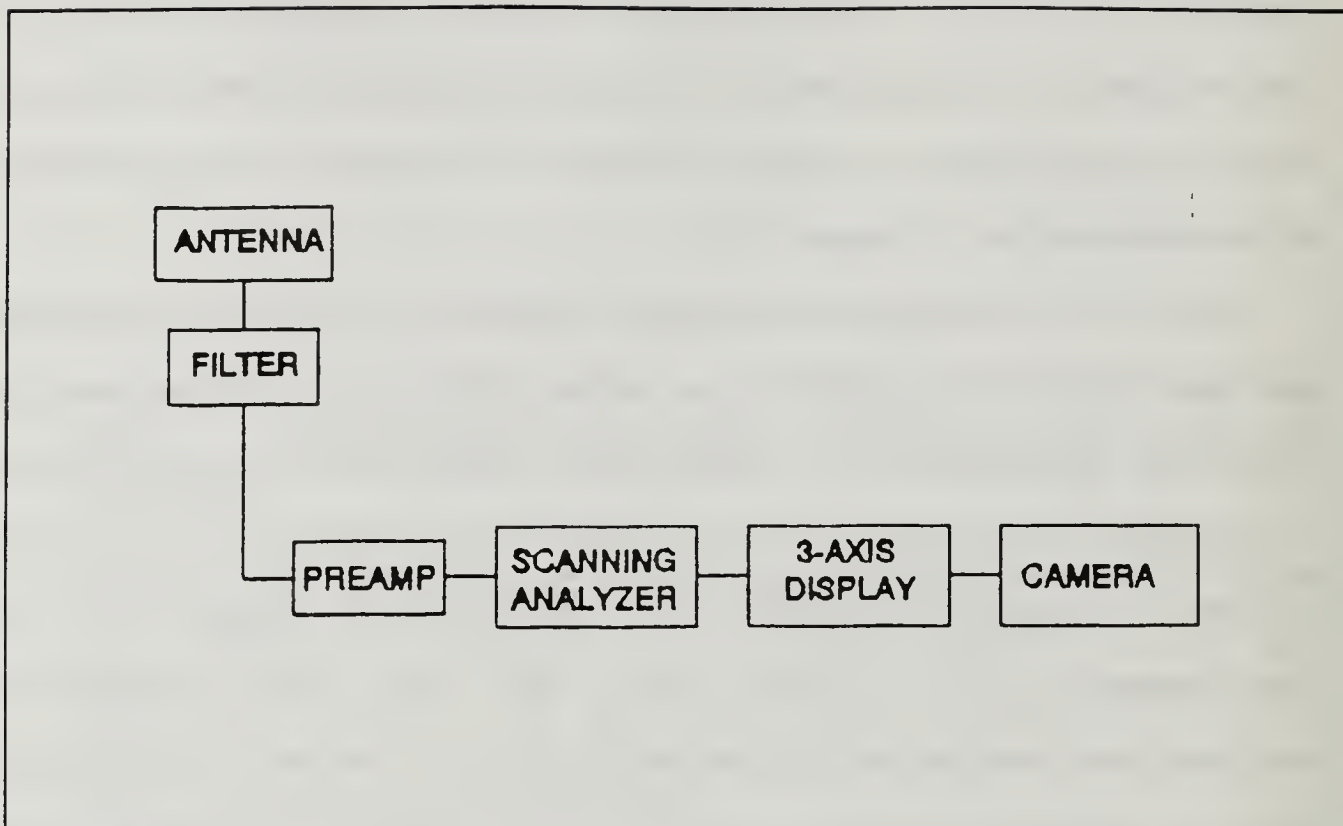 ANTENNA
FILTER
PREAMP
SCANNING
ANALYZER
3-AXIS
DISPLAY
CAMERA